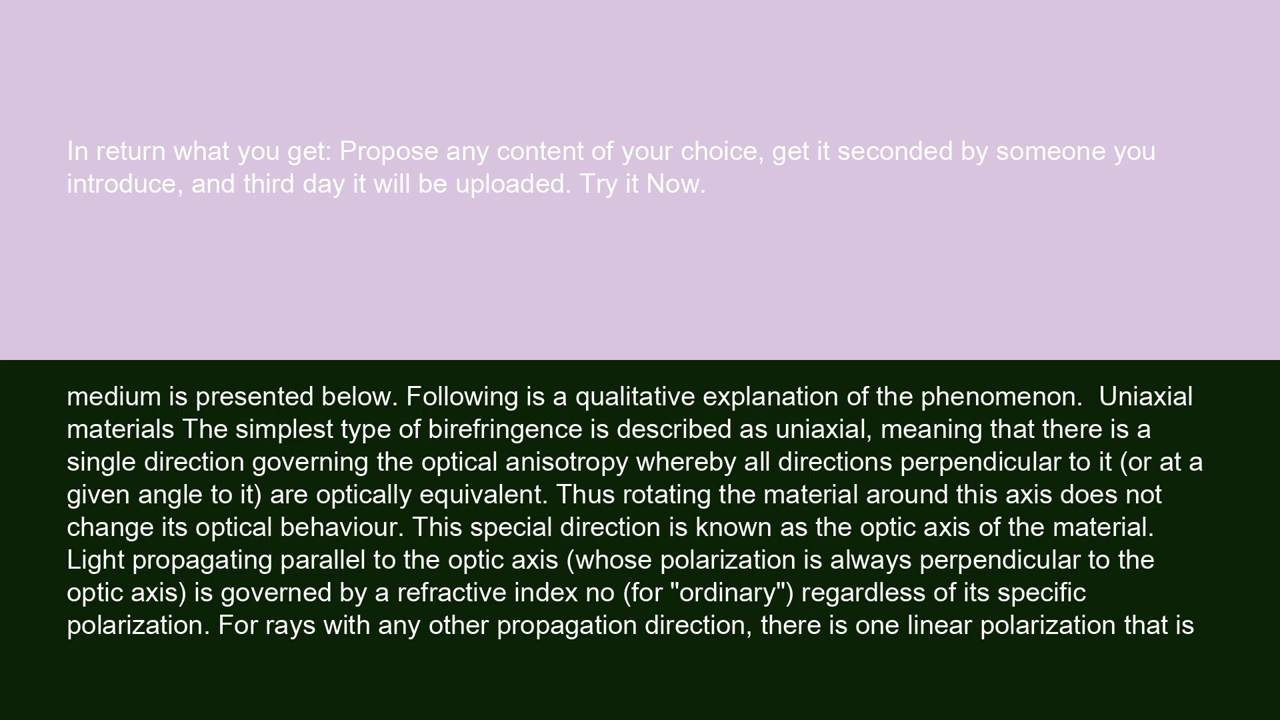 In return what you get: Propose any content of your choice, get it seconded by someone you
introduce, and third day it will be uploaded. Try it Now.
medium is presented below. Following is a qualitative explanation of the phenomenon.  Uniaxial
materials The simplest type of birefringence is described as uniaxial, meaning that there is a
single direction governing the optical anisotropy whereby all directions perpendicular to it (or at a
given angle to it) are optically equivalent. Thus rotating the material around this axis does not
change its optical behaviour. This special direction is known as the optic axis of the material.
Light propagating parallel to the optic axis (whose polarization is always perpendicular to the
optic axis) is governed by a refractive index no (for "ordinary") regardless of its specific
polarization. For rays with any other propagation direction, there is one linear polarization that is